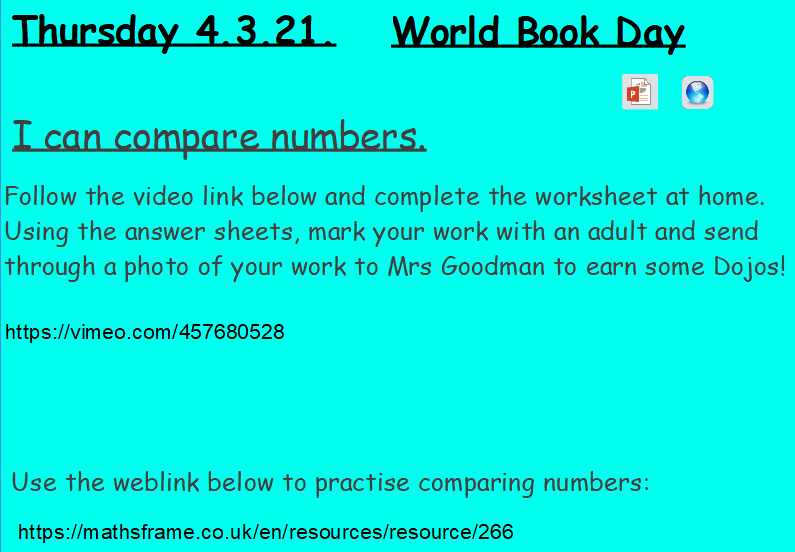 Thursday 4.3.21. World Book Day
I can compare numbers.
Follow the video link below and complete the worksheet at home.
Using the answer sheets, mark your work with an adult and send
through a photo of your work to Mrs Goodman to earn some Dojos!
https://vimeo.com/457680528
Use the weblink below to practise comparing numbers:
https://mathsframe.co.uk/en/resources/resource/266